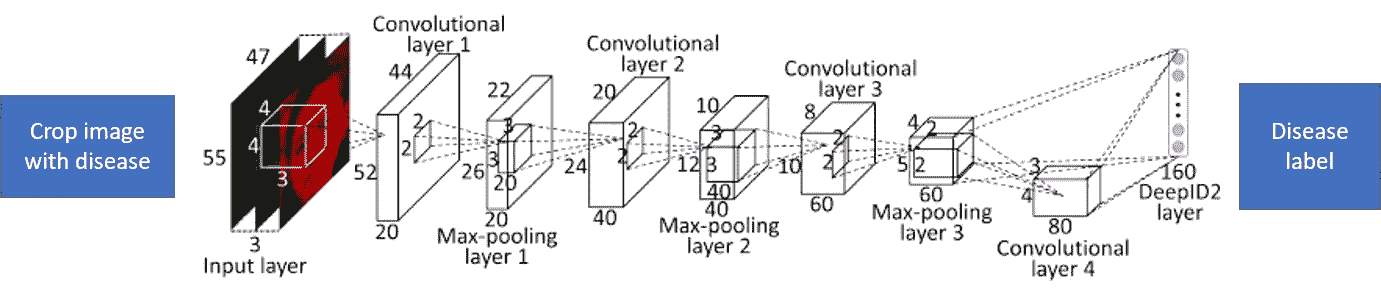 Crop image
with disease
47
4
4
3
55
3
Input layer
Convolutional
layer 1
44
2
2
52
20
22
3
3
26
20
20
Max-pooling
layer 1
Convolutional
layer 2
20
2
2
24
40
10
3
3
12
40
40
Max-pooling
layer 2
Convolutional
layer 3
8
2
2
10
60
4
2
5
2
60
Max-pooling
layer 3
3
4
80
Convolutional
layer 4
160
DeepID2
layer
Disease
label